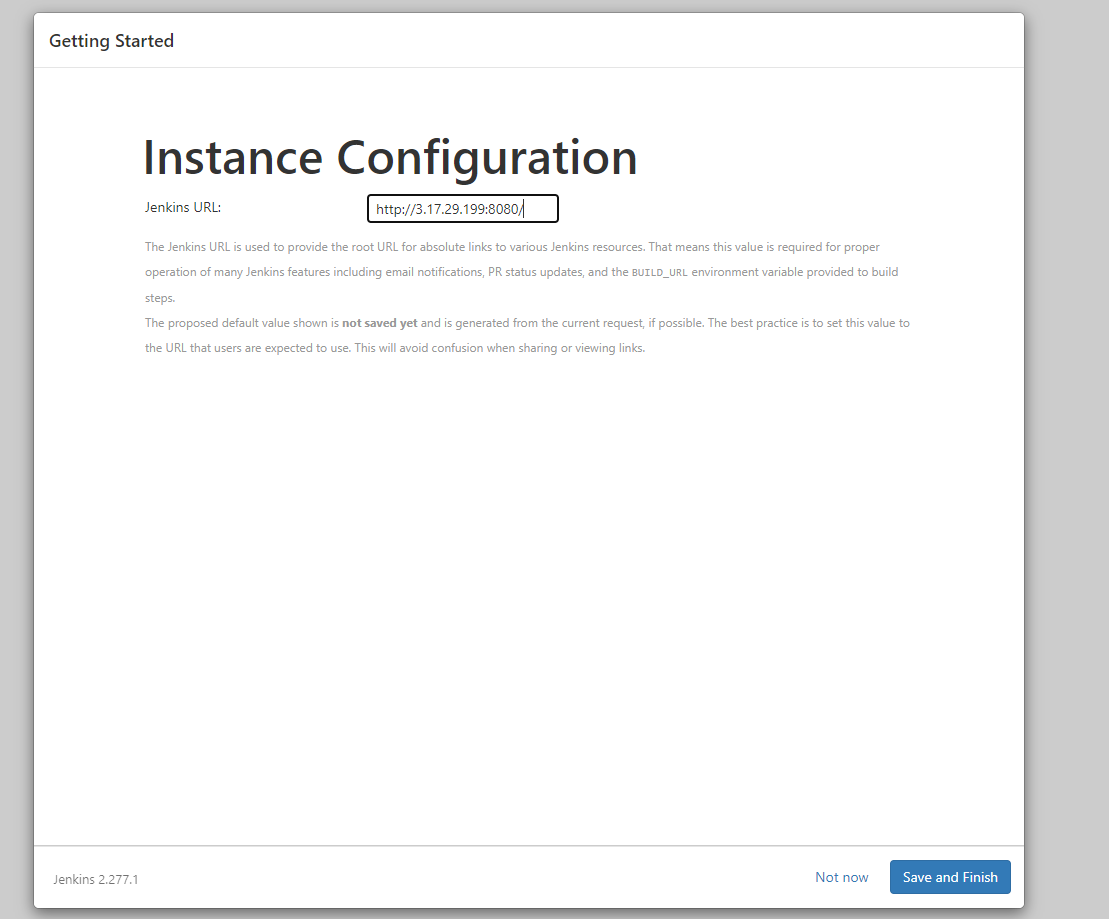 Getting Started
Instance Configuration
Jenkins URL:
http://3.17.29.199:8080/
The Jenkins URL is used to provide the root URL for absolute links to various Jenkins resources. That means this value is required for proper
operation of many Jenkins features including email notifications, PR status updates, and the BUILD_URL environment variable provided to build
steps.
The proposed default value shown is not saved yet and is generated from the current request, if possible. The best practice is to set this value to
the URL that users are expected to use. This will avoid confusion when sharing or viewing links.
Jenkins 2.277.1
Not now
Save and Finish